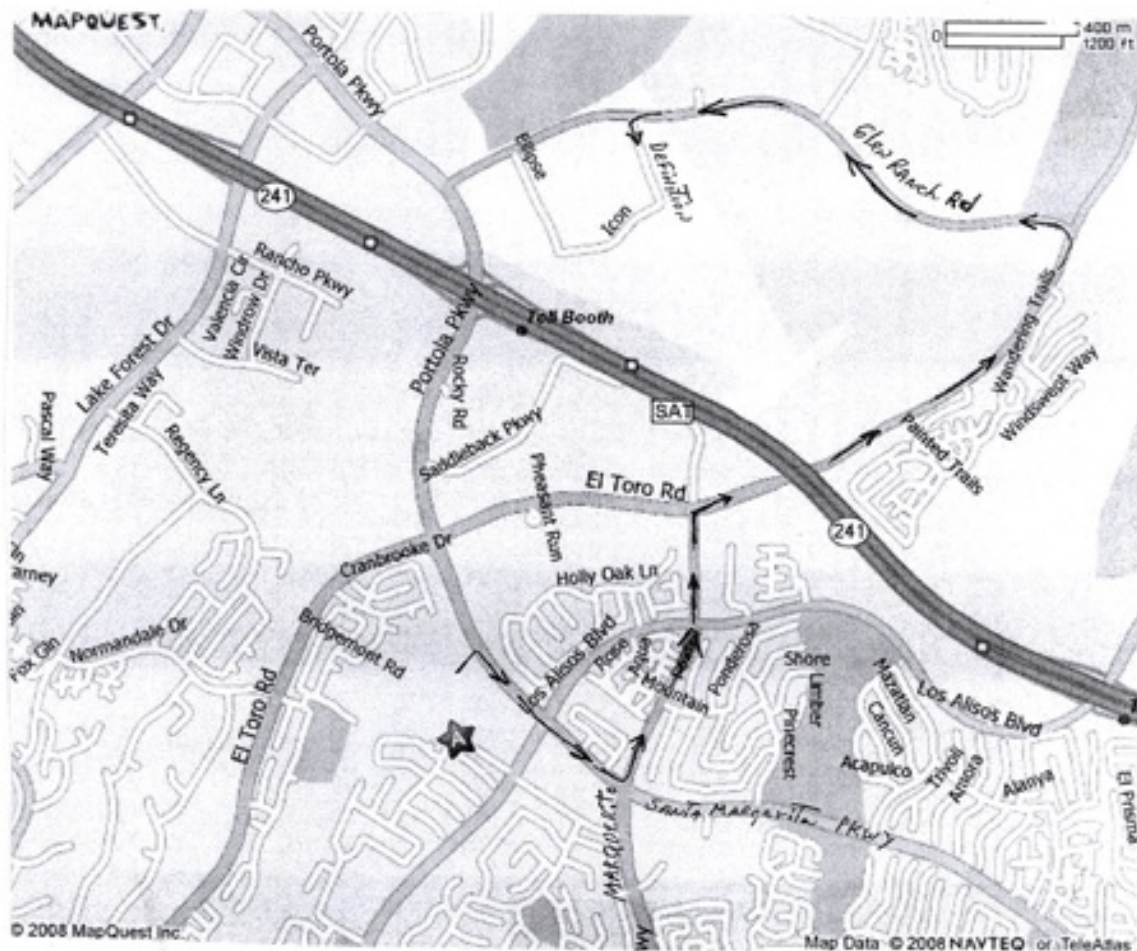 MAPQUEST.
0 400 m
1200 ft
Portola Pkwy
Ellipse
DEFINITION
Icon
Glen Ranch Rd
241
Rancho Pkwy
Valencia Cir
Windrow Dr
Vista Ter
Lake Forest Dr
Teresita Way
Pascal Way
Regency Ln
Portola Pkwy
Rocky Rd
Toll Booth
Saddleback Pkwy
SAT
Wandering Trails
Windswept Way
Painted Trails
El Toro Rd
Pheasant Run
Cranbrooke Dr
241
Holly Oak Ln
Bridgemont Rd
Normandale Dr
Fox Gln
arney
El Toro Rd
Los Alisos Blvd
Rose
Mountain
Ponderosa
Shore
Limber
Pinecrest
Mazatlan
Cancun
Acapulco
Los Alisos Blvd
Trivoli
Amora
Alanya
El Prisma
MARQUERITE
SANTA MARGARITA PKWY
© 2008 MapQuest Inc.
Map Data © 2008 NAVTEQ or TeleAtlas